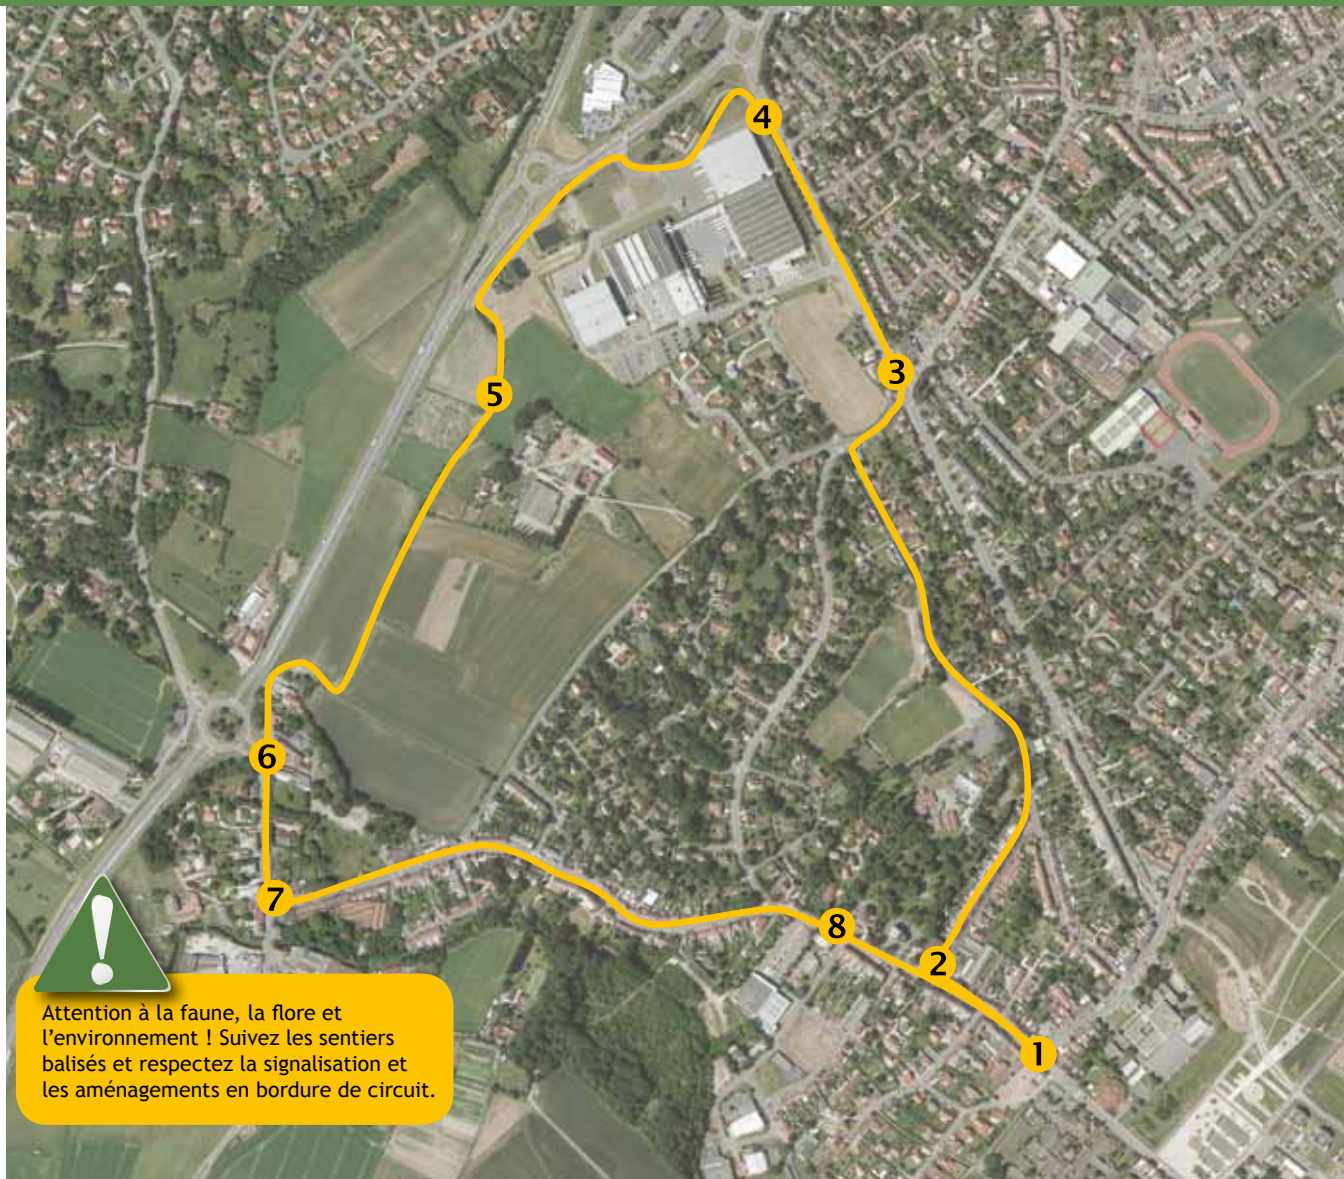 4
3
5
6
7
8
2
1
!
Attention à la faune, la flore et
l'environnement ! Suivez les sentiers
balisés et respectez la signalisation et
les aménagements en bordure de circuit.